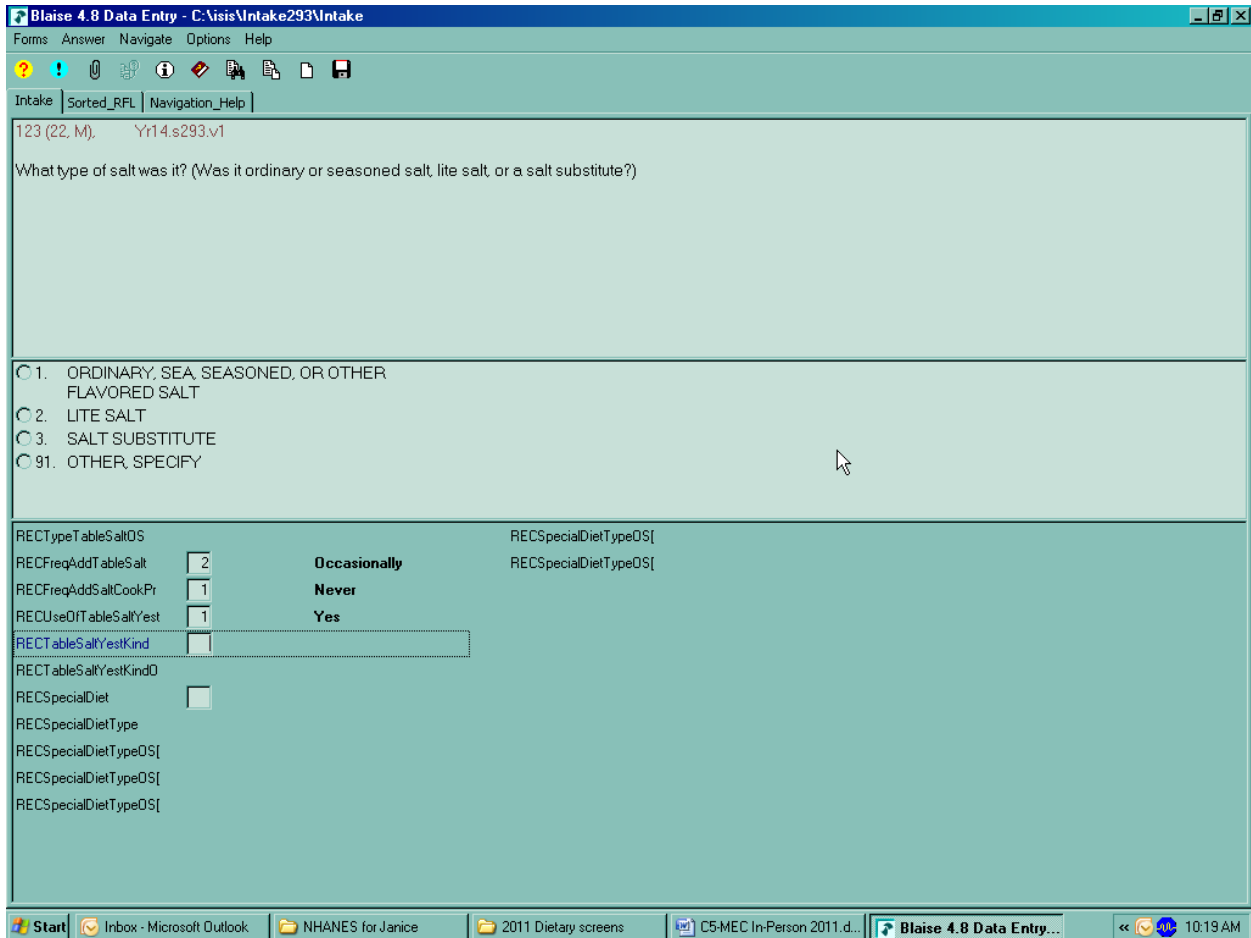 Blaise 4.8 Data Entry - C:\isis\Intake293\Intake
Forms Answer Navigate Options Help
Intake Sorted_RFL Navigation_Help
123 (22, M), Yr14.s293.v1
What type of salt was it? (Was it ordinary or seasoned salt, lite salt, or a salt substitute?)
1. ORDINARY, SEA, SEASONED, OR OTHER
FLAVORED SALT
2. LITE SALT
3. SALT SUBSTITUTE
91. OTHER, SPECIFY
RECTypeTableSaltOS RECSpecialDietTypeOS[
RECFreqAddTableSalt 2 Occasionally RECSpecialDietTypeOS[
RECFreqAddSaltCookPr 1 Never
RECUseOfTableSaltYest 1 Yes
RECTableSaltYestKind
RECTableSaltYestKindO
RECSpecialDiet
RECSpecialDietType
RECSpecialDietTypeOS[
RECSpecialDietTypeOS[
RECSpecialDietTypeOS[
Start Inbox - Microsoft Outlook NHANES for Janice 2011 Dietary screens C5-MEC In-Person 2011.d... Blaise 4.8 Data Entry... « 10:19 AM